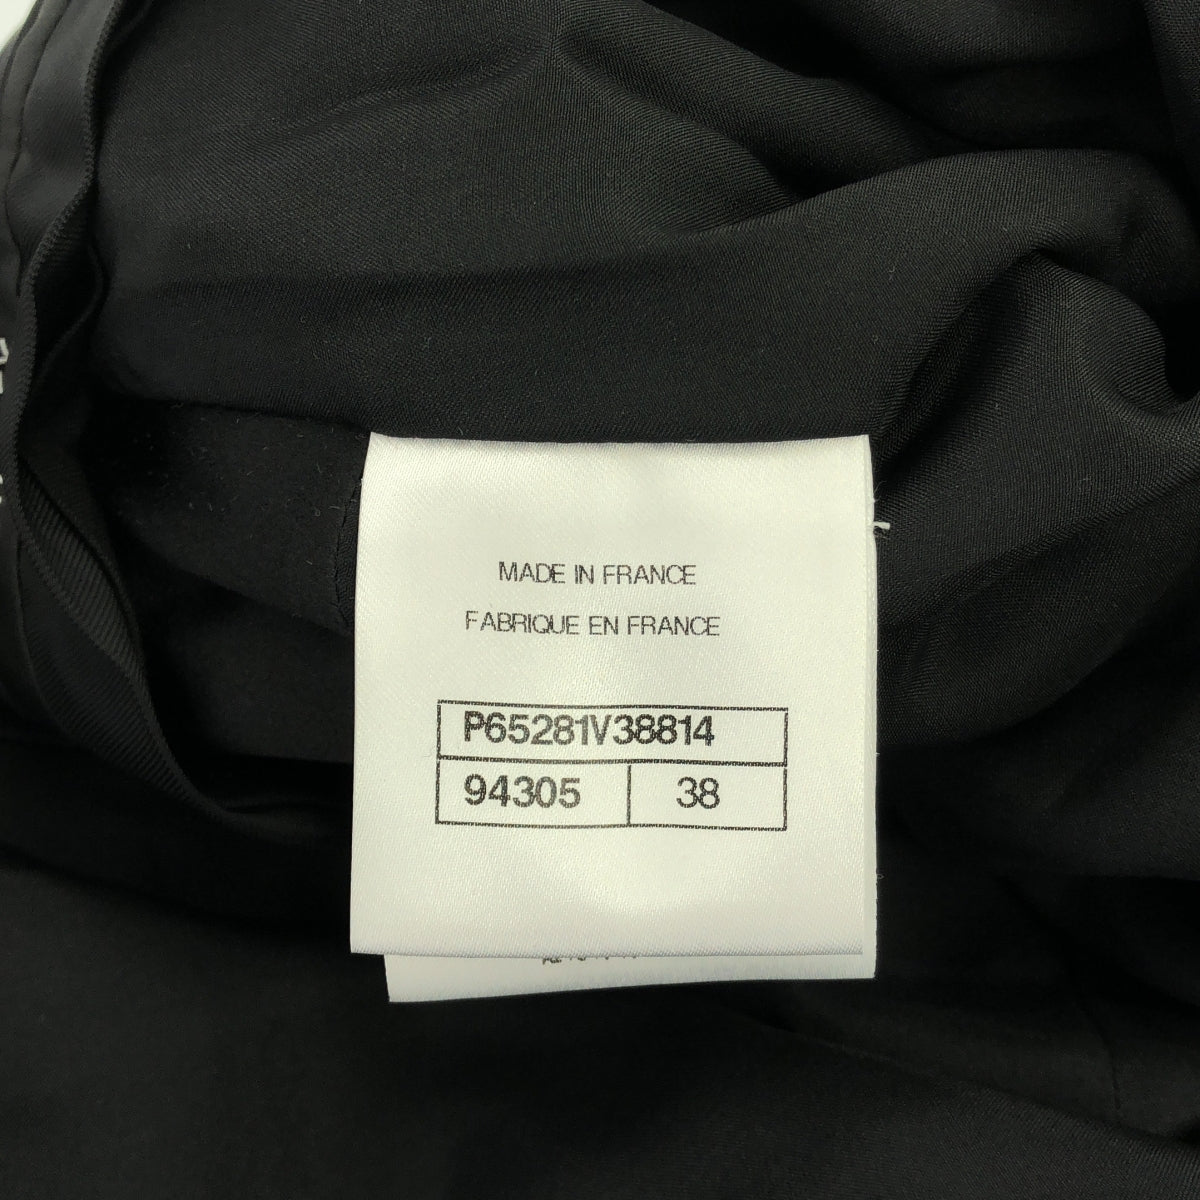 MADE IN FRANCE
FABRIQUE EN FRANCE
P65281V38814
94305 38